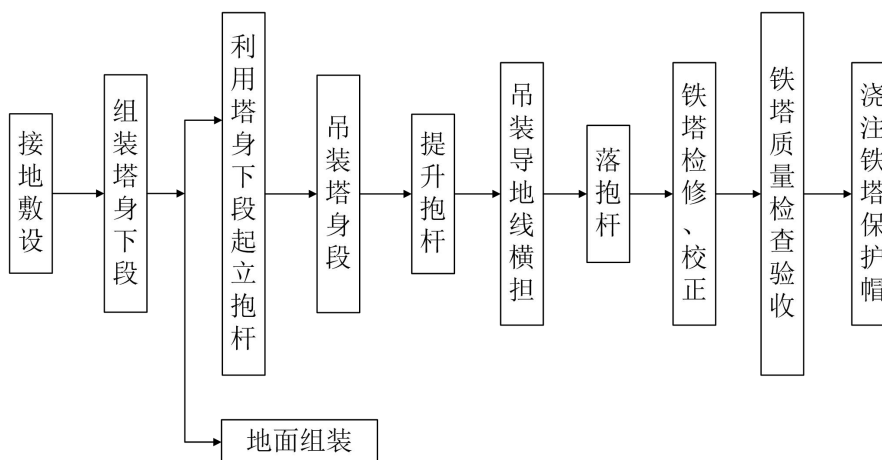 接地敷设
组装塔身下段
利用塔身下段起立抱杆
吊装塔身段
提升抱杆
吊装导地线横担
落抱杆
铁塔检修、校正
铁塔质量检查验收
浇注铁塔保护帽
地面组装